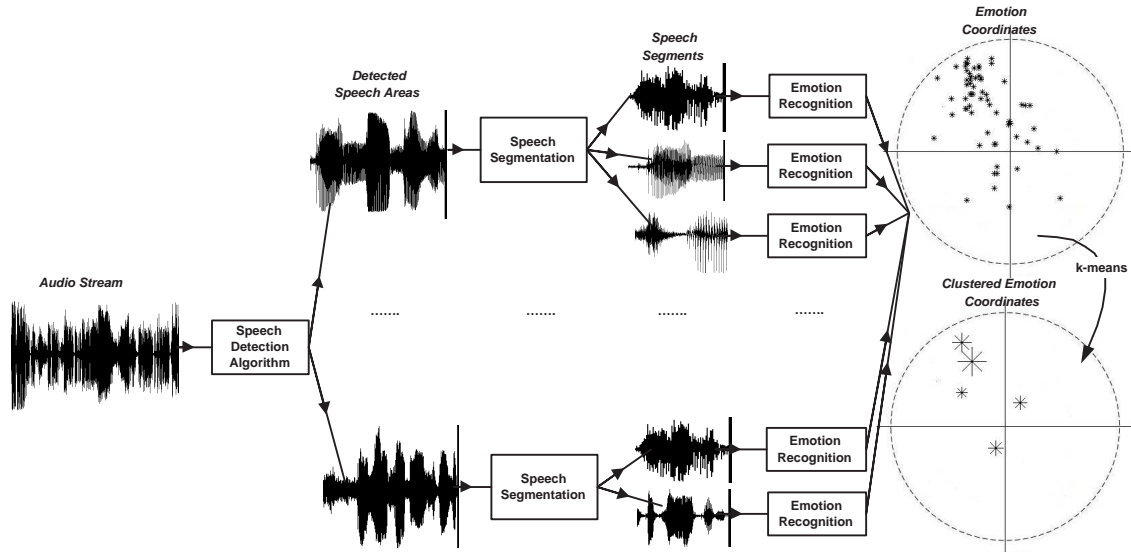 Audio Stream
Speech
Detection
Algorithm
Detected
Speech Areas
Speech
Segmentation
Speech
Segments
Emotion
Recognition
Emotion
Recognition
Emotion
Recognition
.......
.......
.......
.......
Speech
Segmentation
Emotion
Recognition
Emotion
Recognition
Emotion
Coordinates
k-means
Clustered Emotion
Coordinates